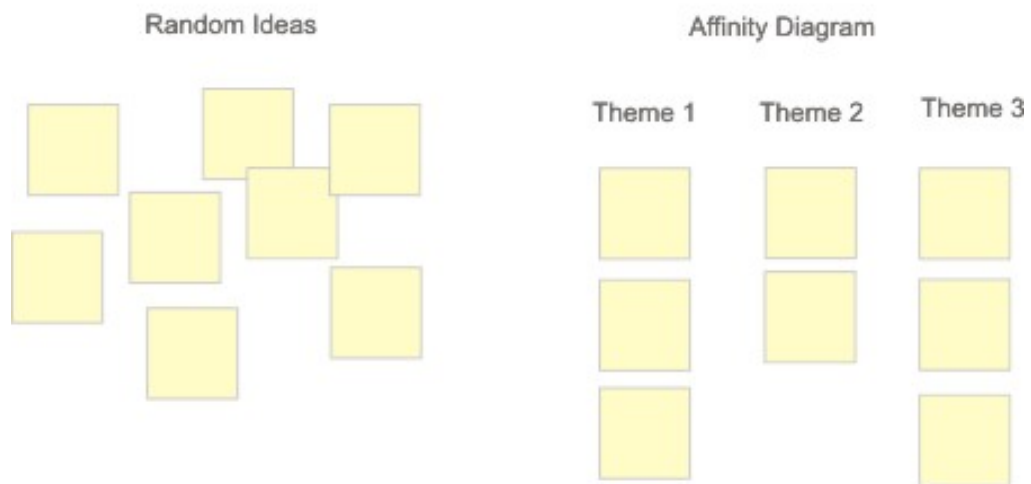 Random Ideas
Affinity Diagram
Theme 1
Theme 2
Theme 3